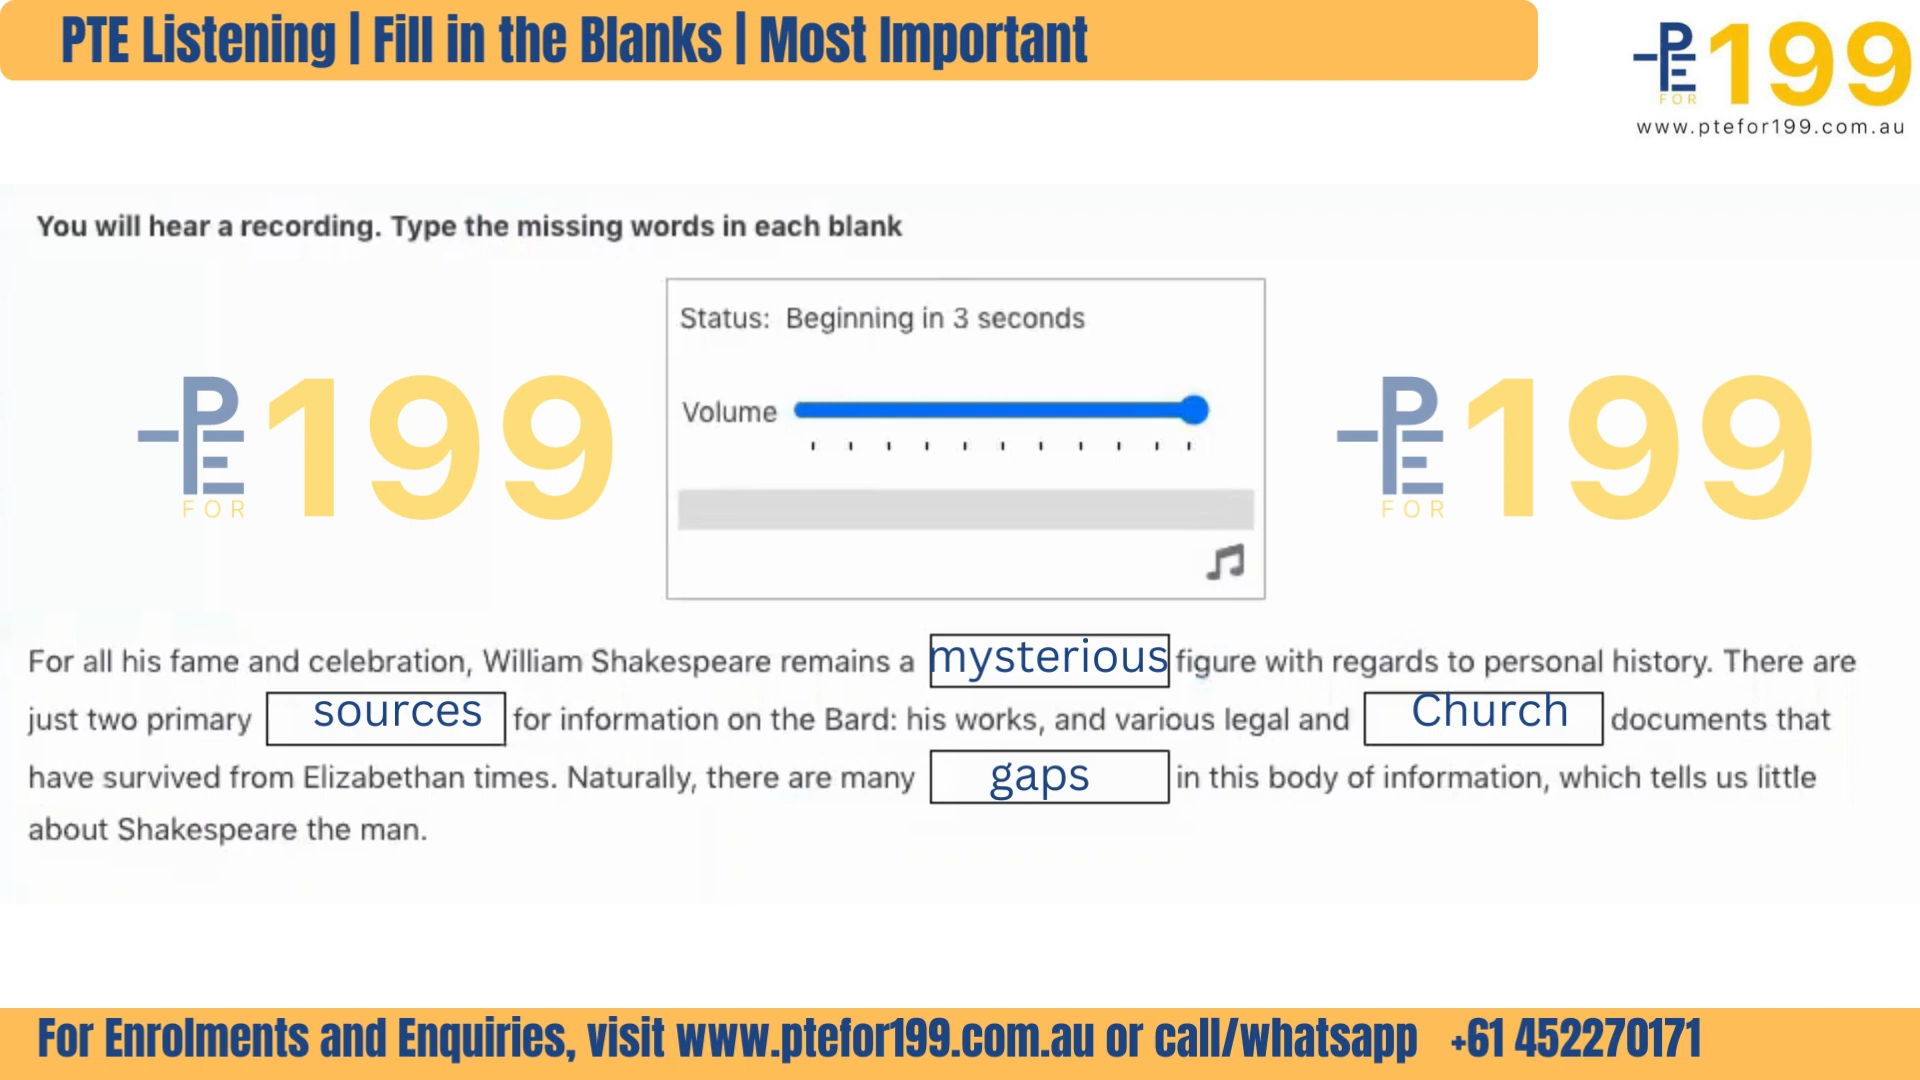 PTE Listening | Fill in the Blanks | Most Important
PTE 199
FOR
www.ptefor199.com.au
You will hear a recording. Type the missing words in each blank
Status: Beginning in 3 seconds
Volume
PTE 199
FOR
PTE 199
FOR
For all his fame and celebration, William Shakespeare remains a mysterious figure with regards to personal history. There are
just two primary sources for information on the Bard: his works, and various legal and Church documents that
have survived from Elizabethan times. Naturally, there are many gaps in this body of information, which tells us little
about Shakespeare the man.
For Enrolments and Enquiries, visit www.ptefor199.com.au or call/whatsapp +61 452270171